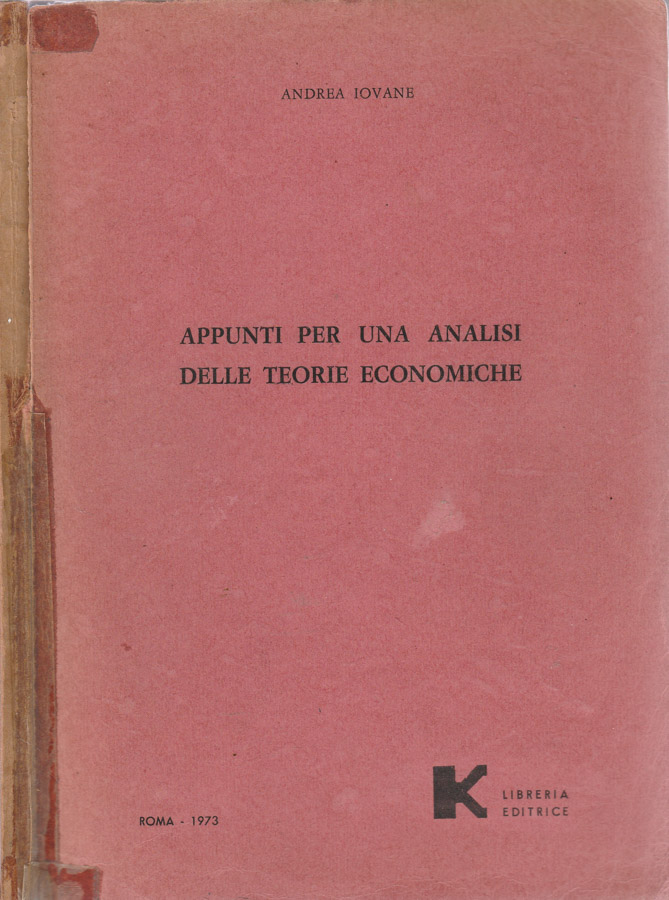 ANDREA IOVANE
APPUNTI PER UNA ANALISI
DELLE TEORIE ECONOMICHE
K
LIBRERIA
EDITRICE
ROMA - 1973